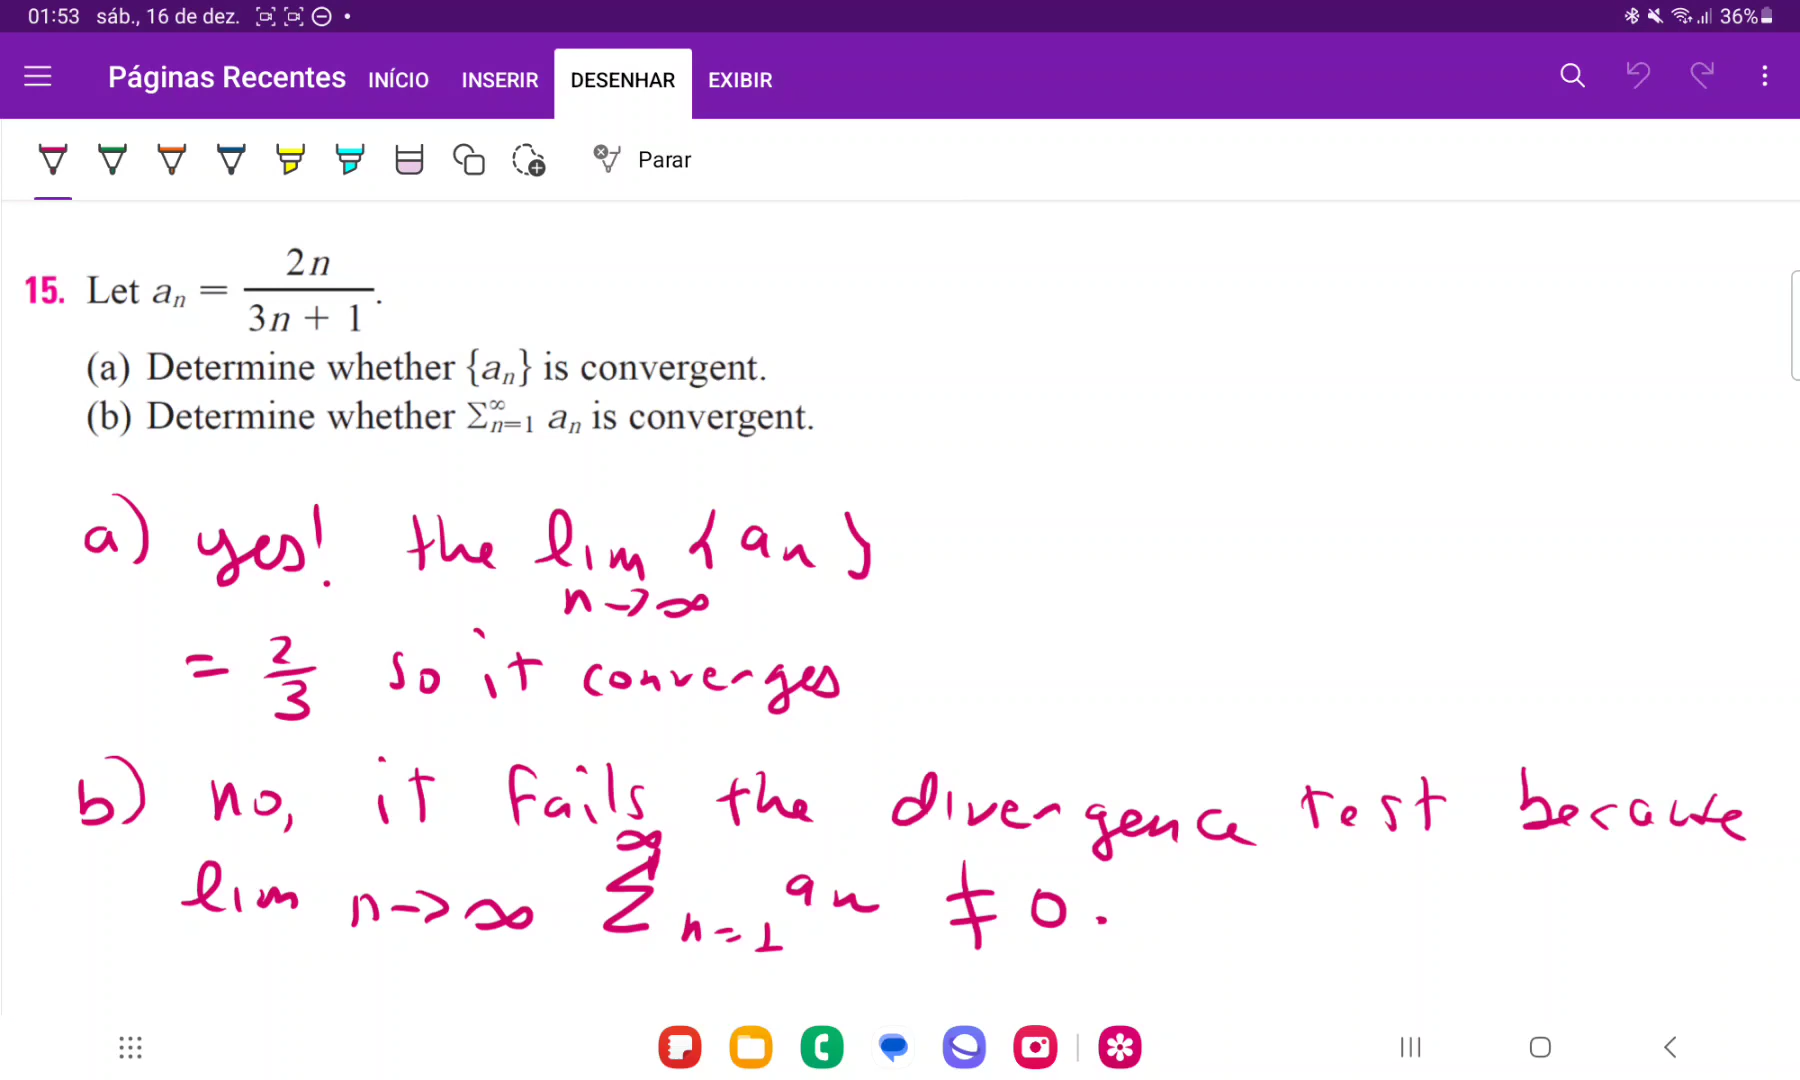 01:53 sáb., 16 de dez. 36%
Páginas Recentes INÍCIO INSERIR DESENHAR EXIBIR
Parar
15. Let aₙ = 2n / 3n + 1.
(a) Determine whether {aₙ} is convergent.
(b) Determine whether Σ∞n=1 aₙ is convergent.
a) yes! the lim {an}
n→∞
= 2/3 so it converges
b) no, it fails the divergence test because
lim n→∞ Σ∞n=1 an ≠ 0.